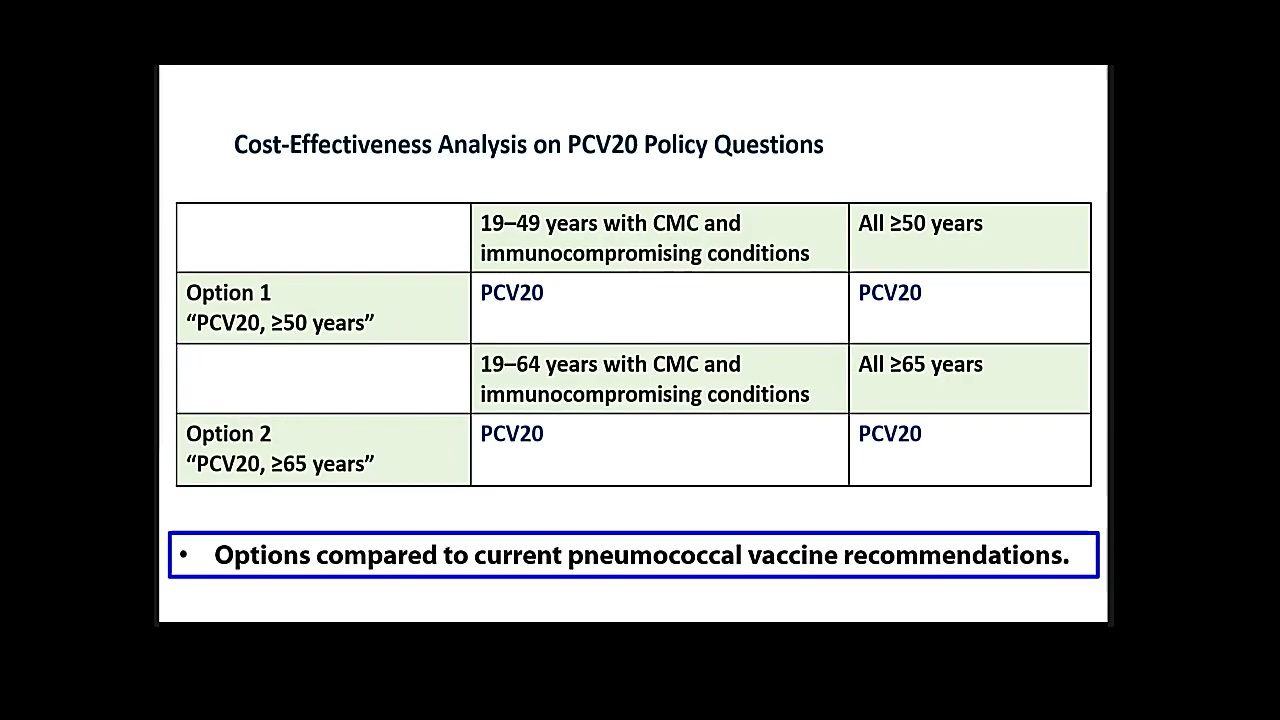 Cost-Effectiveness Analysis on PCV20 Policy Questions
19–49 years with CMC and
immunocompromising conditions
All ≥50 years
Option 1
“PCV20, ≥50 years”
PCV20
PCV20
19–64 years with CMC and
immunocompromising conditions
All ≥65 years
Option 2
“PCV20, ≥65 years”
PCV20
PCV20
• Options compared to current pneumococcal vaccine recommendations.